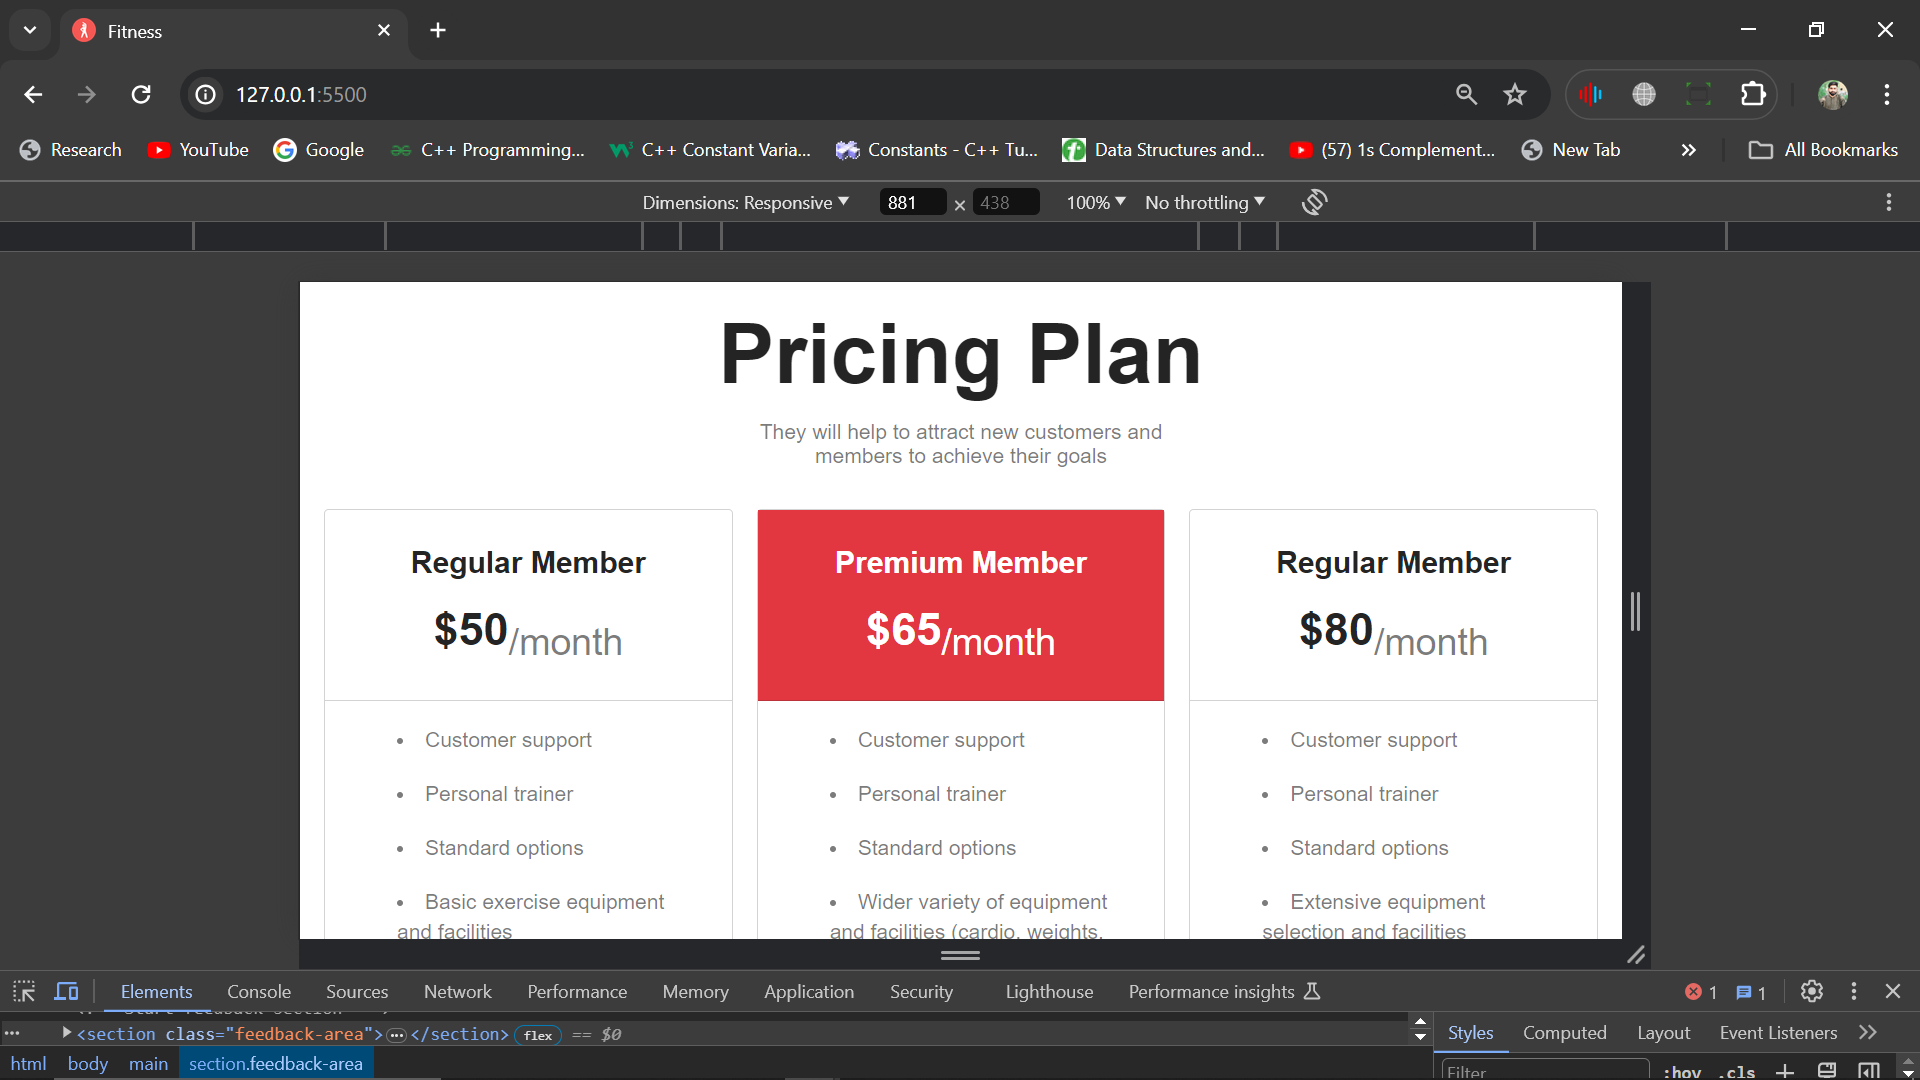 Fitness
127.0.0.1:5500
Research YouTube Google C++ Programming... C++ Constant Varia... Constants - C++ Tu... Data Structures and... (57) 1s Complement... New Tab All Bookmarks
Dimensions: Responsive 881 × 438 100% No throttling
Pricing Plan
They will help to attract new customers and
members to achieve their goals
Regular Member
$50/month
• Customer support
• Personal trainer
• Standard options
• Basic exercise equipment
and facilities
Premium Member
$65/month
• Customer support
• Personal trainer
• Standard options
• Wider variety of equipment
and facilities (cardio, weights,
Regular Member
$80/month
• Customer support
• Personal trainer
• Standard options
• Extensive equipment
selection and facilities
Elements Console Sources Network Performance Memory Application Security Lighthouse Performance insights 1 1
<section class="feedback-area"> … </section> flex == $0
Styles Computed Layout Event Listeners
html body main section.feedback-area
Filter :hov .cls